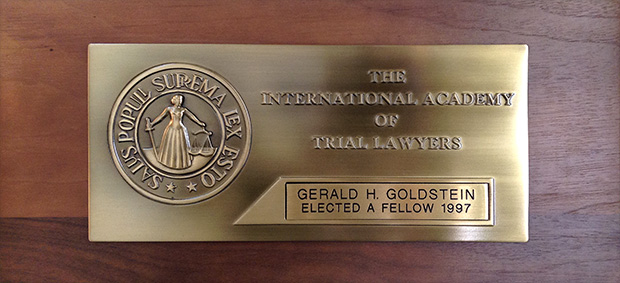 SALUS POPULI SUPREMA LEX ESTO
THE
INTERNATIONAL ACADEMY
OF
TRIAL LAWYERS
GERALD H. GOLDSTEIN
ELECTED A FELLOW 1997